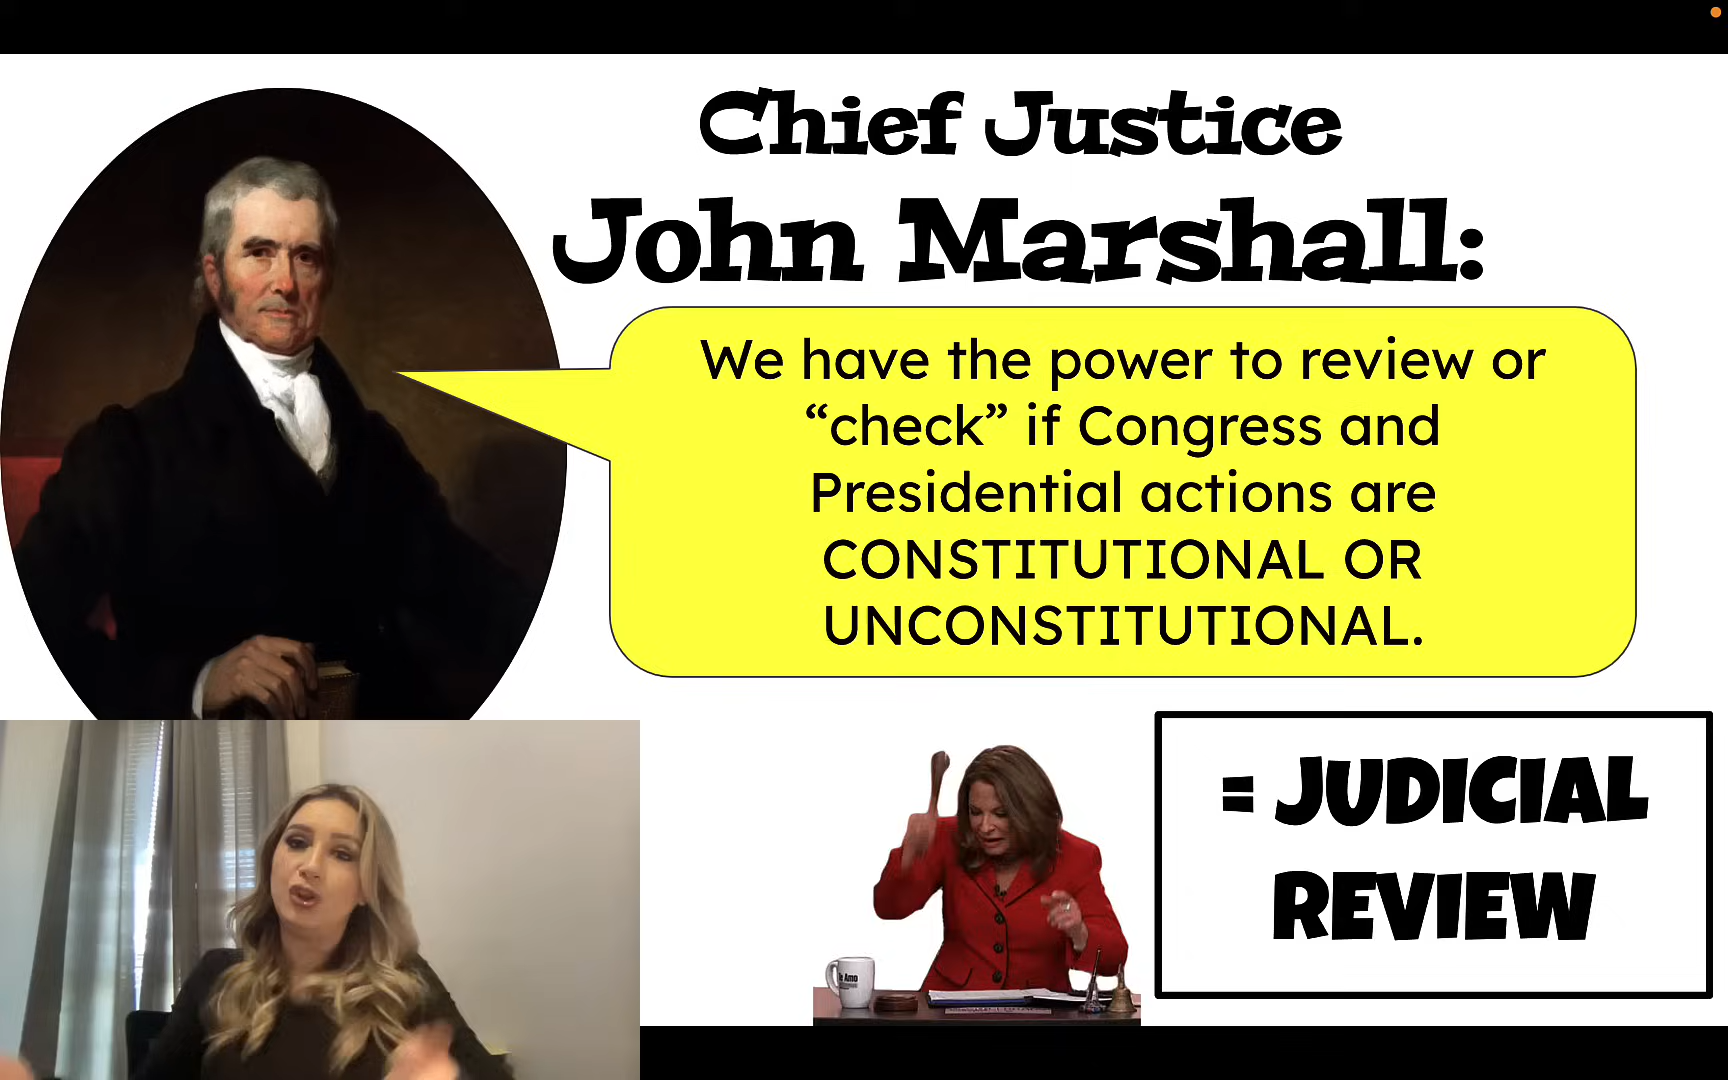 Chief Justice
John Marshall:
We have the power to review or
“check” if Congress and
Presidential actions are
CONSTITUTIONAL OR
UNCONSTITUTIONAL.
= JUDICIAL
REVIEW
Amo